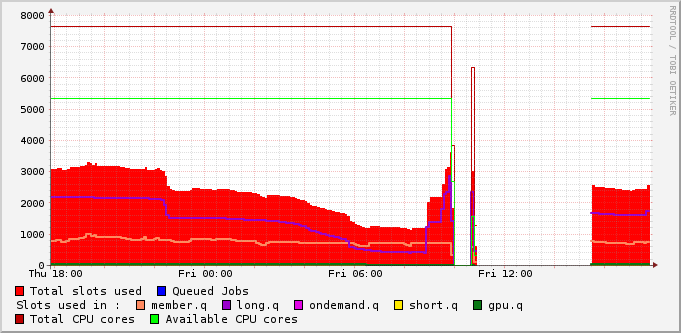 8000
7000
6000
5000
4000
3000
2000
1000
0
Thu 18:00 Fri 00:00 Fri 06:00 Fri 12:00
Total slots used Queued Jobs
Slots used in : member.q long.q ondemand.q short.q gpu.q
Total CPU cores Available CPU cores
RRDTOOL / TOBI OETIKER